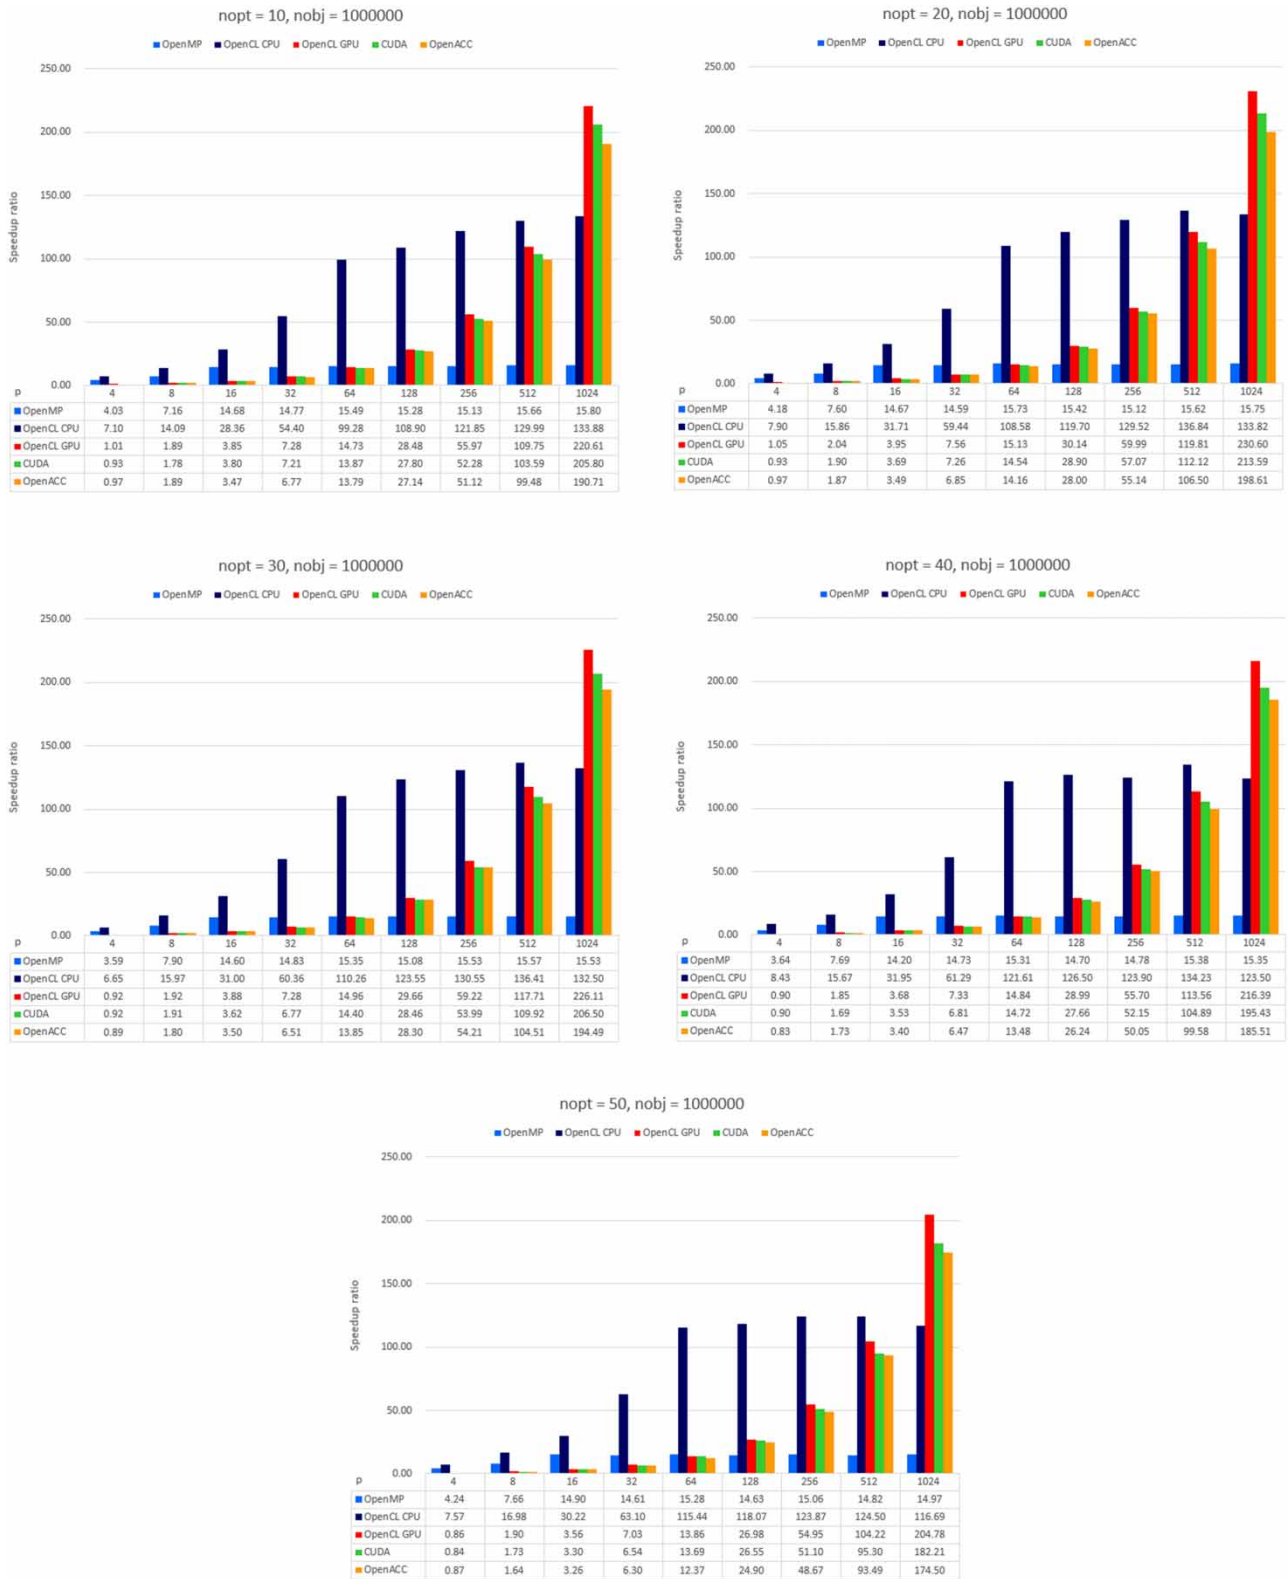 nopt = 10, nobj = 1000000
OpenMP OpenCL CPU OpenCL GPU CUDA OpenACC
250.00
200.00
150.00
100.00
50.00
0.00
Speedup ratio
p 4 8 16 32 64 128 256 512 1024
OpenMP 4.03 7.16 14.68 14.77 15.49 15.28 15.13 15.66 15.80
OpenCL CPU 7.10 14.09 28.36 54.40 99.28 108.90 121.85 129.99 133.88
OpenCL GPU 1.01 1.89 3.85 7.28 14.73 28.48 55.97 109.75 220.61
CUDA 0.93 1.78 3.80 7.21 13.87 27.80 52.28 103.59 205.80
OpenACC 0.97 1.89 3.47 6.77 13.79 27.14 51.12 99.48 190.71
nopt = 20, nobj = 1000000
OpenMP OpenCL CPU OpenCL GPU CUDA OpenACC
250.00
200.00
150.00
100.00
50.00
0.00
Speedup ratio
p 4 8 16 32 64 128 256 512 1024
OpenMP 4.18 7.60 14.67 14.59 15.73 15.42 15.12 15.62 15.75
OpenCL CPU 7.90 15.86 31.71 59.44 108.58 119.70 129.52 136.84 133.82
OpenCL GPU 1.05 2.04 3.95 7.56 15.13 30.14 59.99 119.81 230.60
CUDA 0.93 1.90 3.69 7.26 14.54 28.90 57.07 112.12 213.59
OpenACC 0.97 1.87 3.49 6.85 14.16 28.00 55.14 106.50 198.61
nopt = 30, nobj = 1000000
OpenMP OpenCL CPU OpenCL GPU CUDA OpenACC
250.00
200.00
150.00
100.00
50.00
0.00
Speedup ratio
p 4 8 16 32 64 128 256 512 1024
OpenMP 3.59 7.90 14.60 14.83 15.35 15.08 15.53 15.57 15.53
OpenCL CPU 6.65 15.97 31.00 60.36 110.26 123.55 130.55 136.41 132.50
OpenCL GPU 0.92 1.92 3.88 7.28 14.96 29.66 59.22 117.71 226.11
CUDA 0.92 1.91 3.62 6.77 14.40 28.46 53.99 109.92 206.50
OpenACC 0.89 1.80 3.50 6.51 13.85 28.30 54.21 104.51 194.49
nopt = 40, nobj = 1000000
OpenMP OpenCL CPU OpenCL GPU CUDA OpenACC
250.00
200.00
150.00
100.00
50.00
0.00
Speedup ratio
p 4 8 16 32 64 128 256 512 1024
OpenMP 3.64 7.69 14.20 14.73 15.31 14.70 14.78 15.38 15.35
OpenCL CPU 8.43 15.67 31.95 61.29 121.61 126.50 123.90 134.23 123.50
OpenCL GPU 0.90 1.85 3.68 7.33 14.84 28.99 55.70 113.56 216.39
CUDA 0.90 1.69 3.53 6.81 14.72 27.66 52.15 104.89 195.43
OpenACC 0.83 1.73 3.40 6.47 13.48 26.24 50.05 99.58 185.51
nopt = 50, nobj = 1000000
OpenMP OpenCL CPU OpenCL GPU CUDA OpenACC
250.00
200.00
150.00
100.00
50.00
0.00
Speedup ratio
p 4 8 16 32 64 128 256 512 1024
OpenMP 4.24 7.66 14.90 14.61 15.28 14.63 15.06 14.82 14.97
OpenCL CPU 7.57 16.98 30.22 63.10 115.44 118.07 123.87 124.50 116.69
OpenCL GPU 0.86 1.90 3.56 7.03 13.86 26.98 54.95 104.22 204.78
CUDA 0.84 1.73 3.30 6.54 13.69 26.55 51.10 95.30 182.21
OpenACC 0.87 1.64 3.26 6.30 12.37 24.90 48.67 93.49 174.50